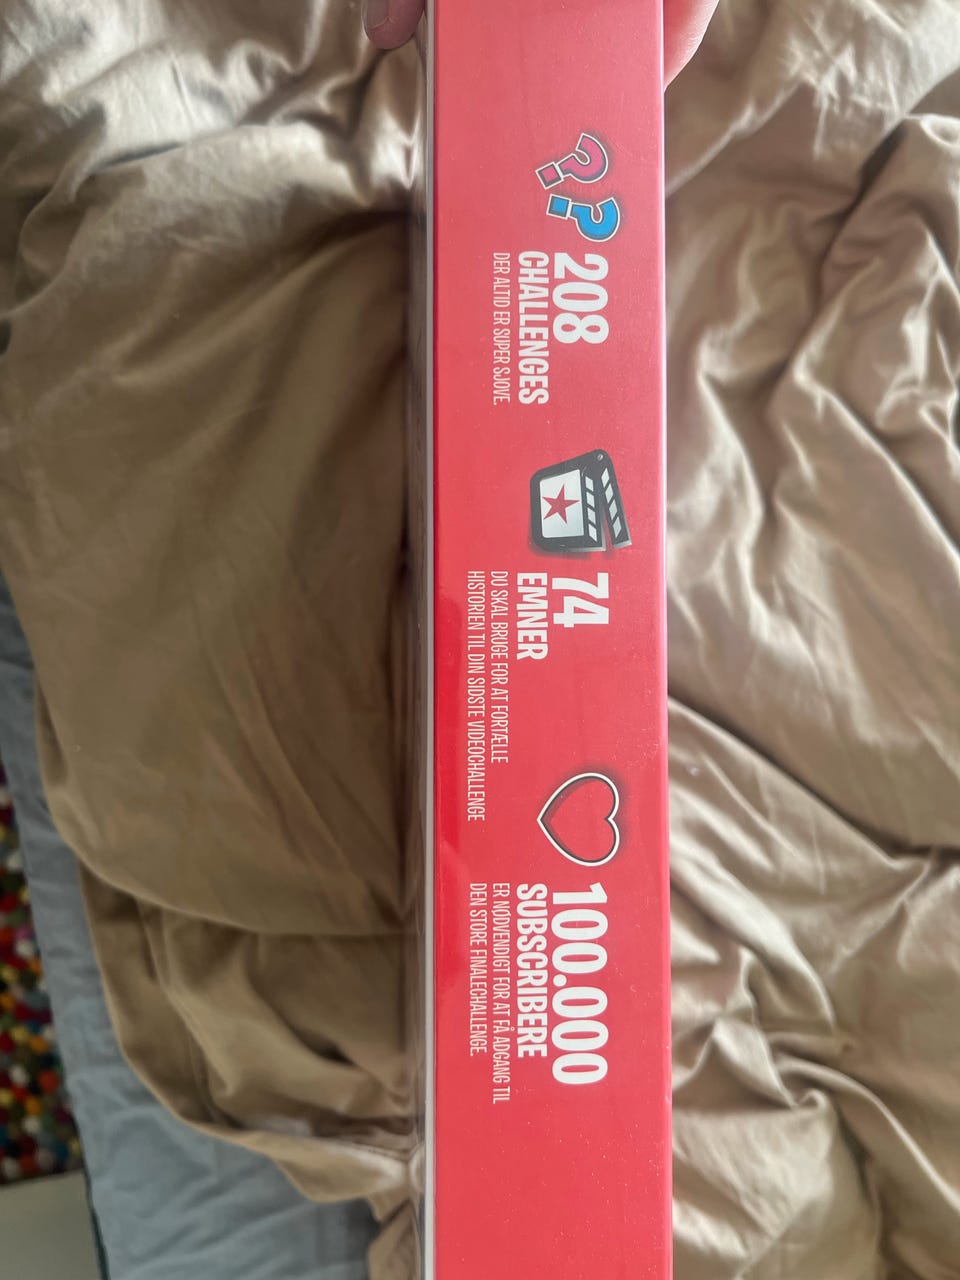 208
CHALLENGES
DER ALTID ER SUPER SJOVE.
74
EMNER
DU SKAL BRUGE FOR AT FORTÆLLE
HISTORIEN TIL DIN SIDSTE VIDEOCHALLENGE
100.000
SUBSCRIBERE
ER NØDVENDIGT FOR AT FÅ ADGANG TIL
DEN STORE FINALECHALLENGE.